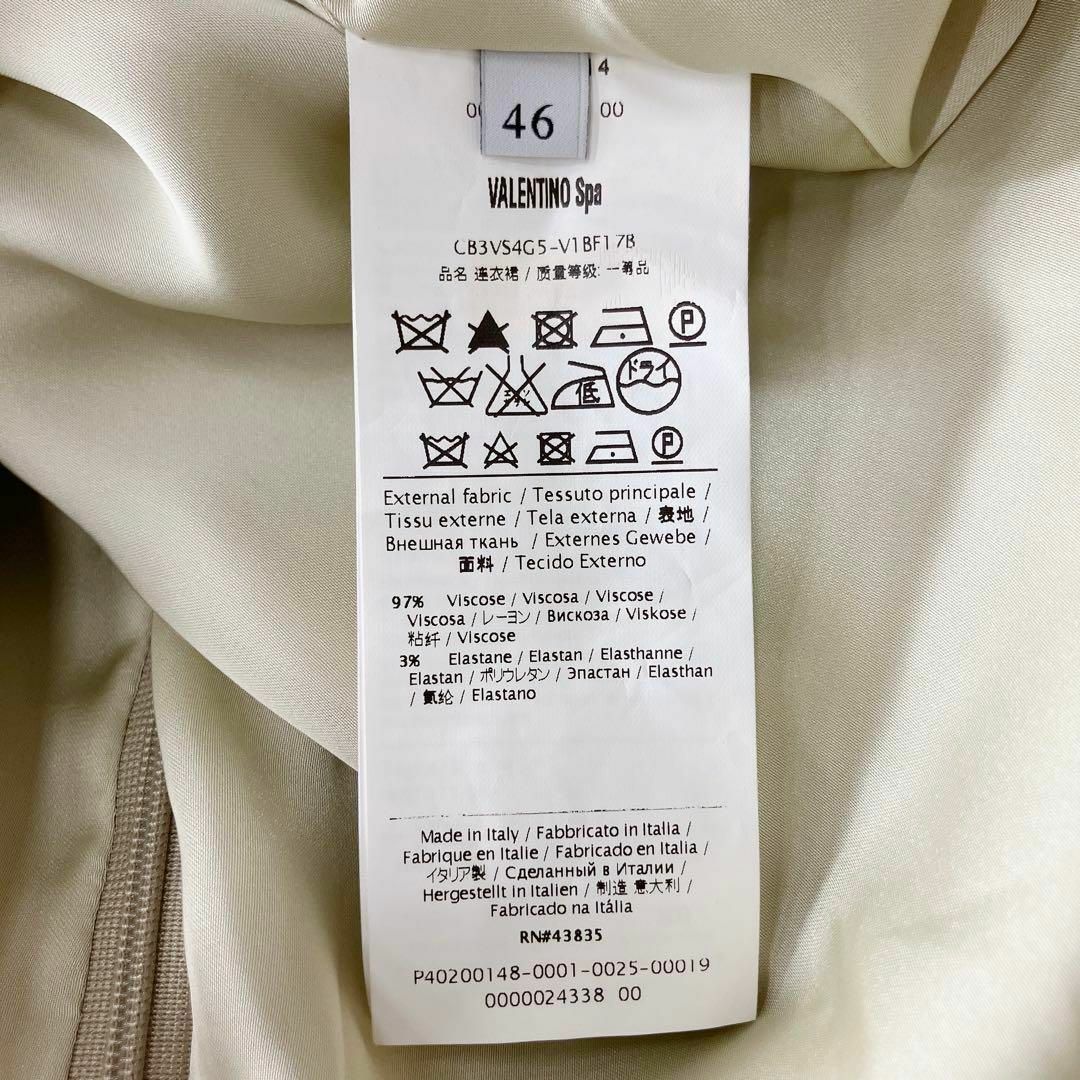 4
46
00
VALENTINO Spa
CB3VS4G5-V1BF17B
品名 連衣裙 / 质量等级: 一等品
P
低 ドライ
P
External fabric / Tessuto principale /
Tissu externe / Tela externa / 表地 /
Внешная ткань / Externes Gewebe /
面料 / Tecido Externo
97% Viscose / Viscosa / Viscose /
Viscosa / レーヨン / Вискоза / Viskose /
粘纤 / Viscose
3% Elastane / Elastan / Elasthanne /
Elastan / ポリウレタン / Эпастан / Elasthan
/ 氨纶 / Elastano
Made in Italy / Fabbricato in Italia /
Fabrique en Italie / Fabricado en Italia /
イタリア製 / Сделанный в Италии /
Hergestellt in Italien / 制造 意大利 /
Fabricado na Itália
RN#43835
P40200148-0001-0025-00019
0000024338 00